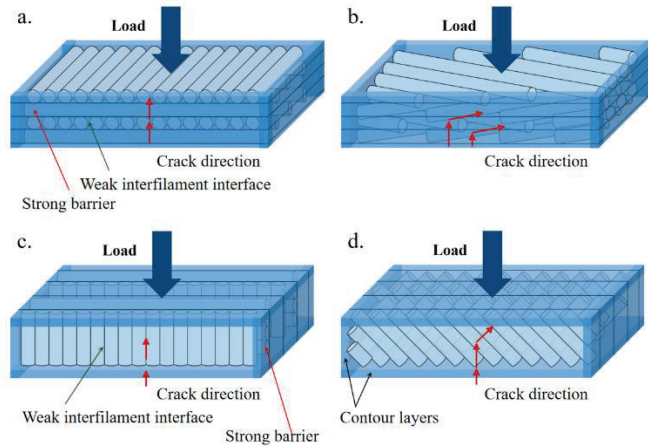 a.
Load
Crack direction
Weak interfilament interface
Strong barrier
b.
Load
Crack direction
c.
Load
Crack direction
Weak interfilament interface
Strong barrier
d.
Load
Crack direction
Contour layers